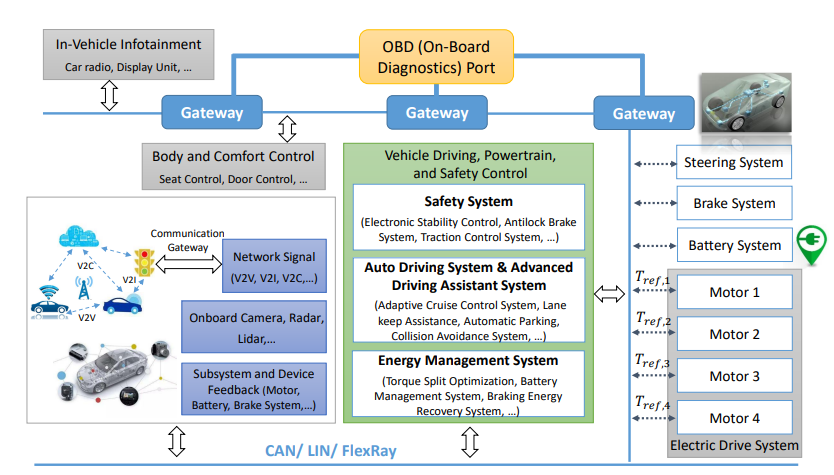 In-Vehicle Infotainment
Car radio, Display Unit, …
OBD (On-Board
Diagnostics) Port
Gateway
Gateway
Gateway
Body and Comfort Control
Seat Control, Door Control, …
Vehicle Driving, Powertrain,
and Safety Control
Safety System
(Electronic Stability Control, Antilock Brake
System, Traction Control System, …)
Auto Driving System & Advanced
Driving Assistant System
(Adaptive Cruise Control System, Lane
keep Assistance, Automatic Parking,
Collision Avoidance System, …)
Energy Management System
(Torque Split Optimization, Battery
Management System, Braking Energy
Recovery System, …)
Communication
Gateway
V2C
V2I
V2V
Network Signal
(V2V, V2I, V2C,…)
Onboard Camera, Radar,
Lidar,…
Subsystem and Device
Feedback (Motor,
Battery, Brake System,…)
Steering System
Brake System
Battery System
T_ref,1
Motor 1
T_ref,2
Motor 2
T_ref,3
Motor 3
T_ref,4
Motor 4
Electric Drive System
CAN/ LIN/ FlexRay